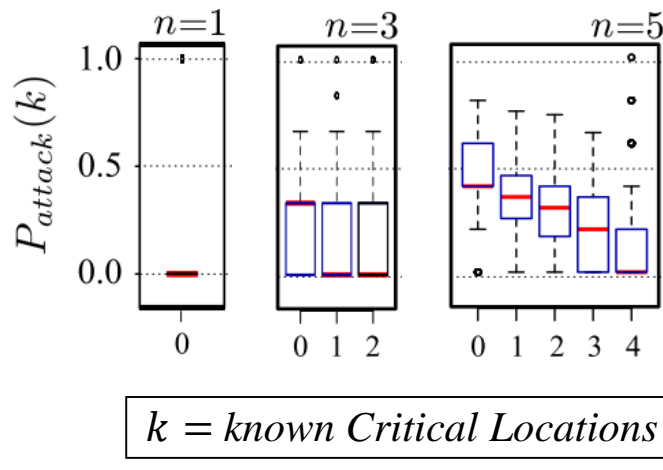 n=1
n=3
n=5
P_attack(k)
1.0
0.5
0.0
0
0 1 2
0 1 2 3 4
k = known Critical Locations